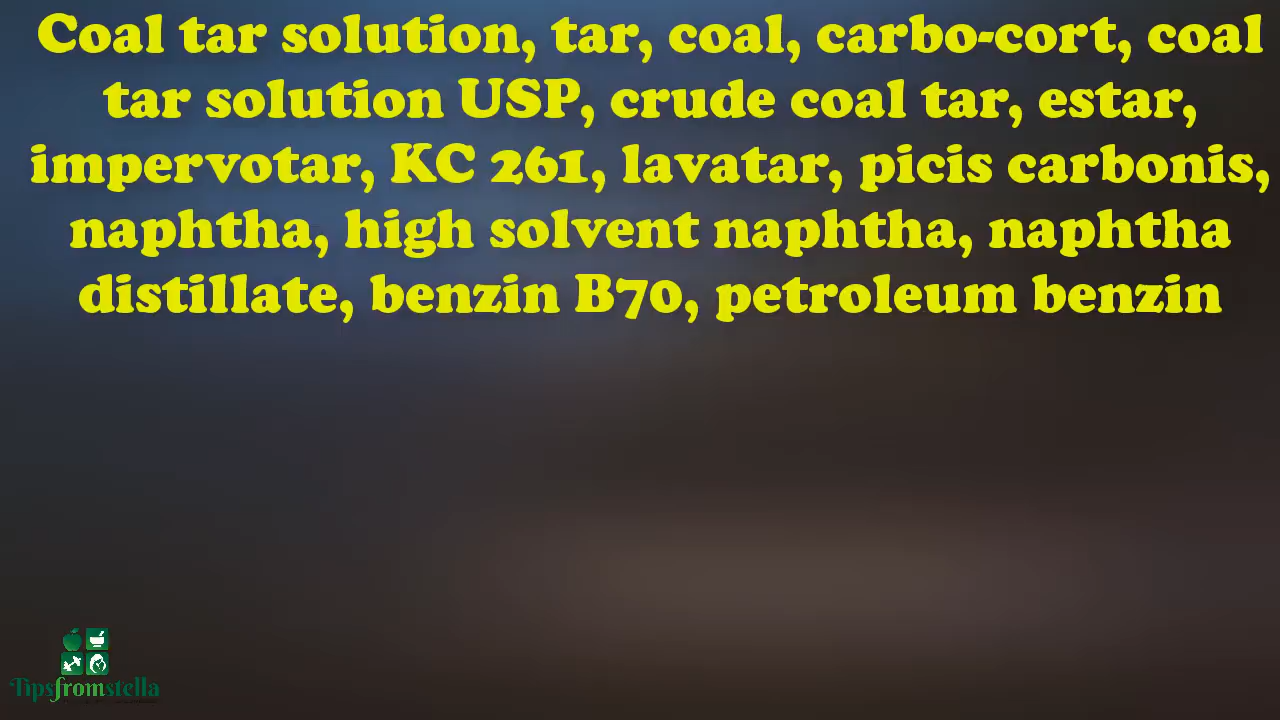 Coal tar solution, tar, coal, carbo-cort, coal
tar solution USP, crude coal tar, estar,
impervotar, KC 261, lavatar, picis carbonis,
naphtha, high solvent naphtha, naphtha
distillate, benzin B70, petroleum benzin
Tipsfromstella